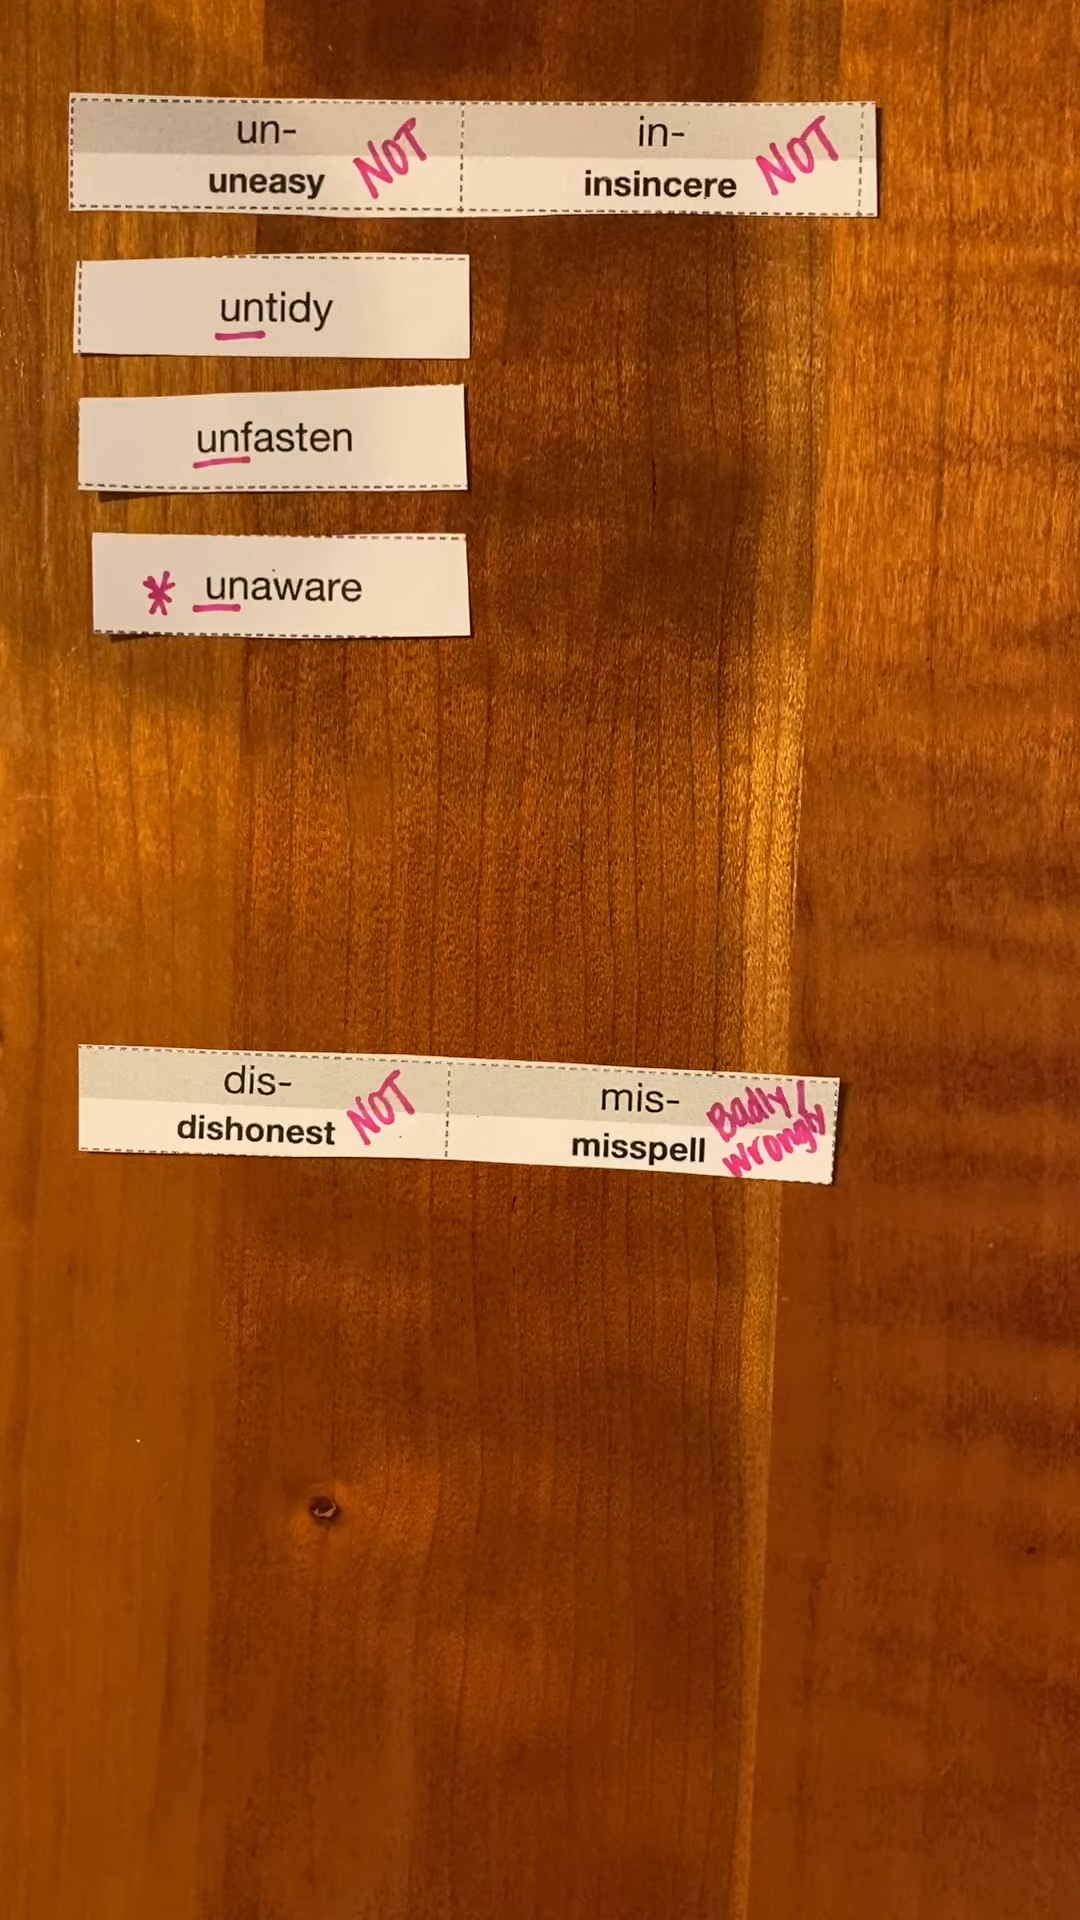 un-
uneasy NOT
in-
insincere NOT
untidy
unfasten
* unaware
dis-
dishonest NOT
mis-
misspell Badly/
wrongly